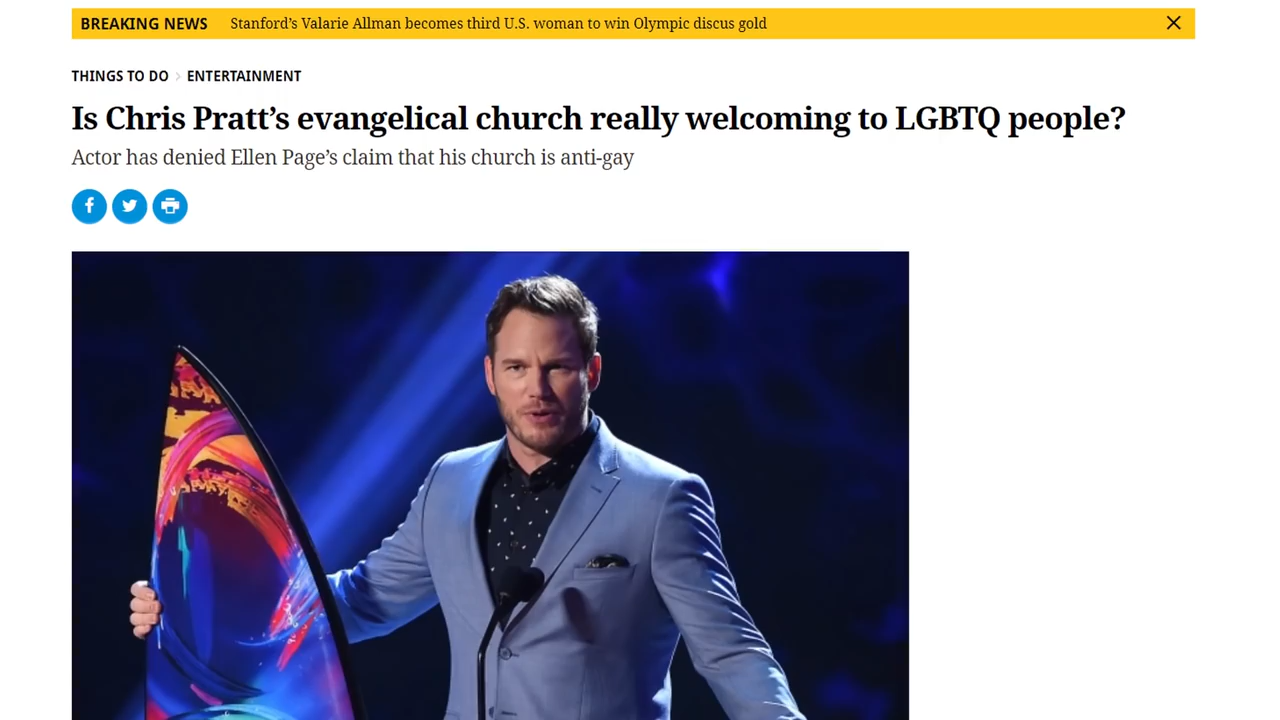 BREAKING NEWS Stanford’s Valarie Allman becomes third U.S. woman to win Olympic discus gold
THINGS TO DO > ENTERTAINMENT
Is Chris Pratt’s evangelical church really welcoming to LGBTQ people?
Actor has denied Ellen Page’s claim that his church is anti-gay